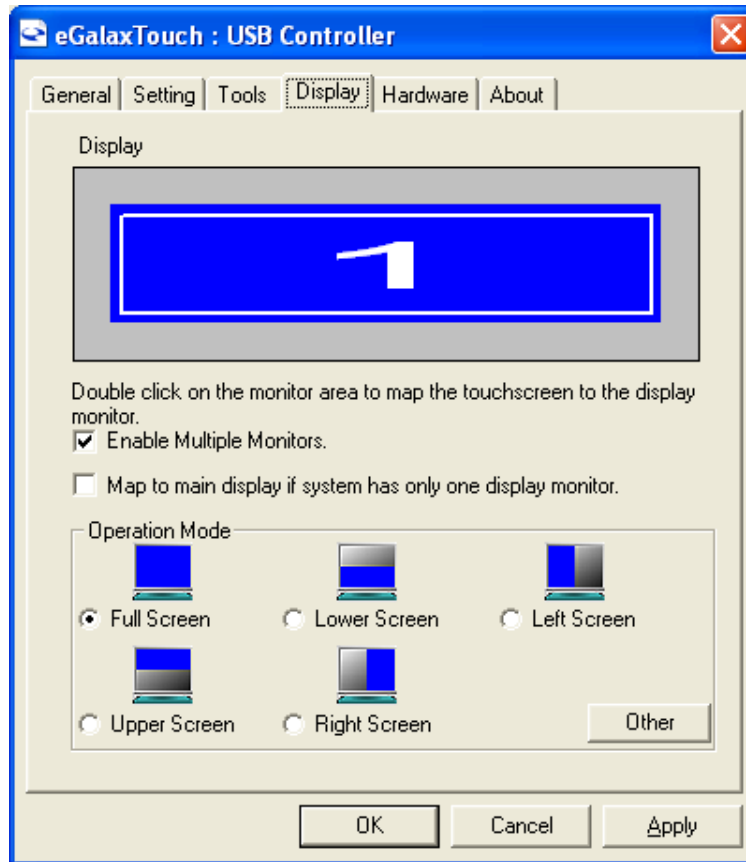 eGalaxTouch : USB Controller
General Setting Tools Display Hardware About
Display
1
Double click on the monitor area to map the touchscreen to the display
monitor.
Enable Multiple Monitors.
Map to main display if system has only one display monitor.
Operation Mode
Full Screen Lower Screen Left Screen
Upper Screen Right Screen Other
OK Cancel Apply